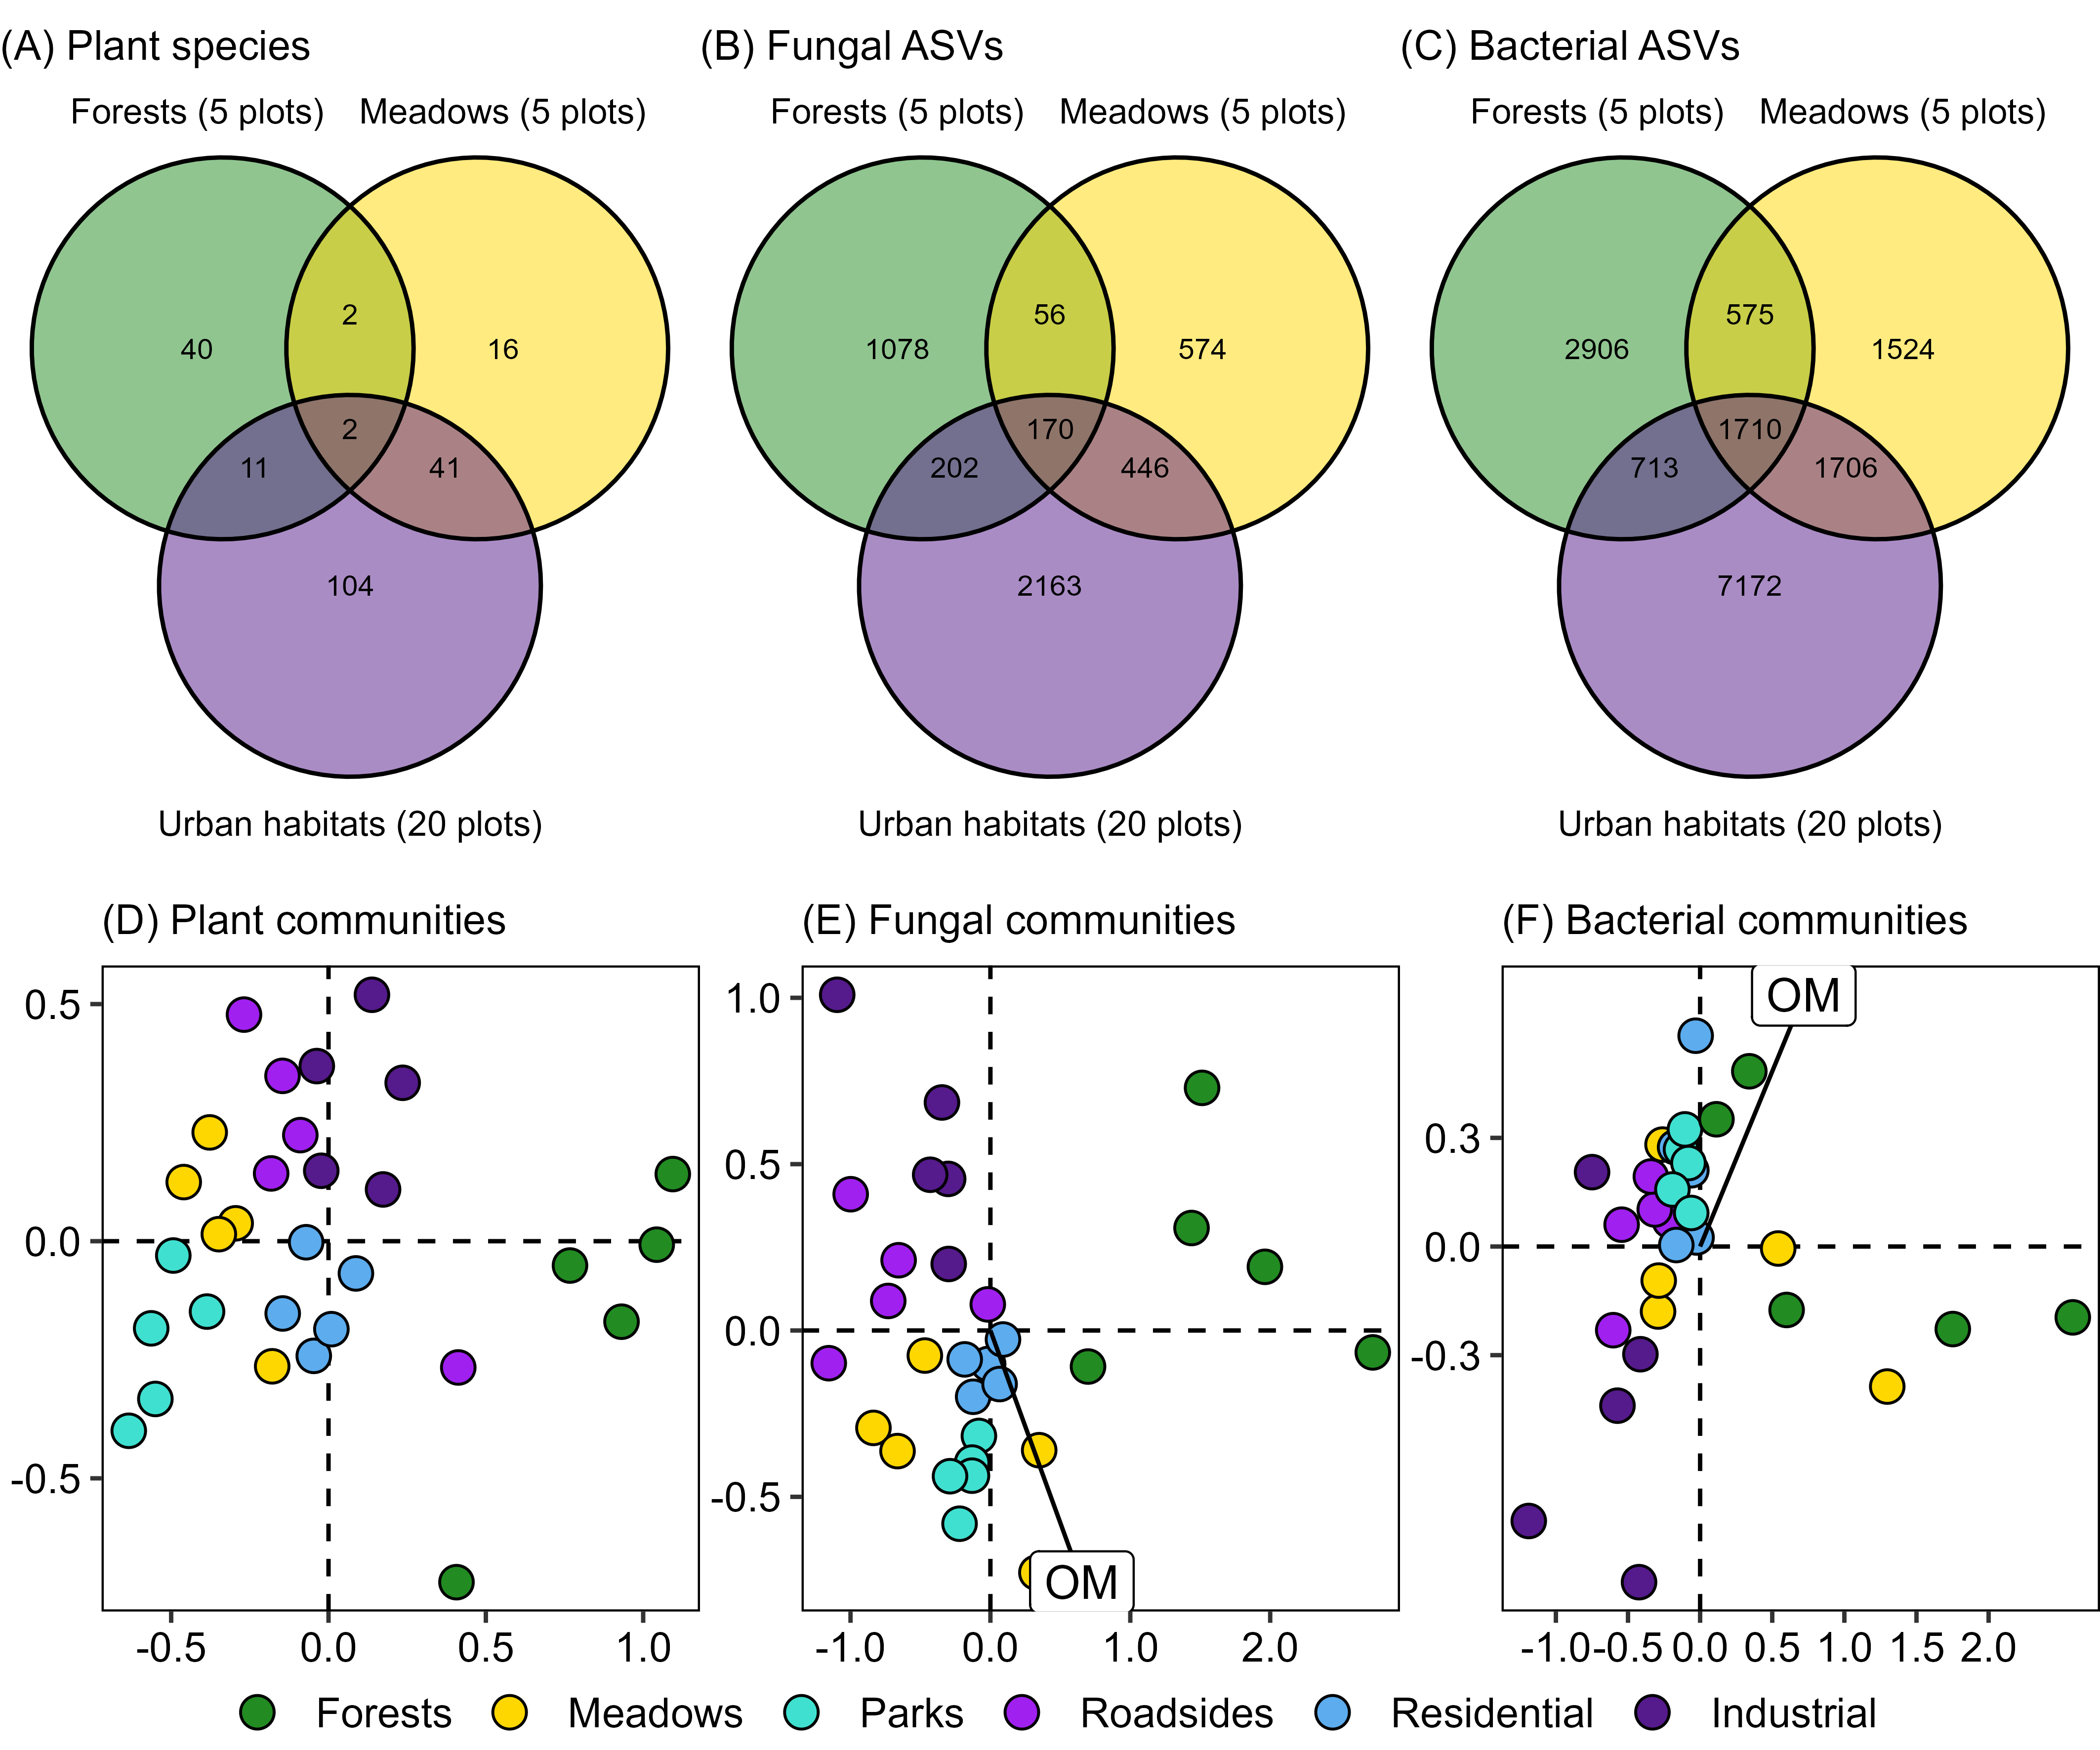 (A) Plant species
(B) Fungal ASVs
(C) Bacterial ASVs
Forests (5 plots)
Meadows (5 plots)
Forests (5 plots)
Meadows (5 plots)
Forests (5 plots)
Meadows (5 plots)
2
40
16
2
11
41
104
56
1078
574
170
202
446
2163
575
2906
1524
1710
713
1706
7172
Urban habitats (20 plots)
Urban habitats (20 plots)
Urban habitats (20 plots)
(D) Plant communities
0.5
0.0
-0.5
-0.5
0.0
0.5
1.0
(E) Fungal communities
1.0
0.5
0.0
-0.5
OM
-1.0
0.0
1.0
2.0
(F) Bacterial communities
OM
0.3
0.0
-0.3
-1.0
-0.5
0.0
0.5
1.0
1.5
2.0
Forests
Meadows
Parks
Roadsides
Residential
Industrial